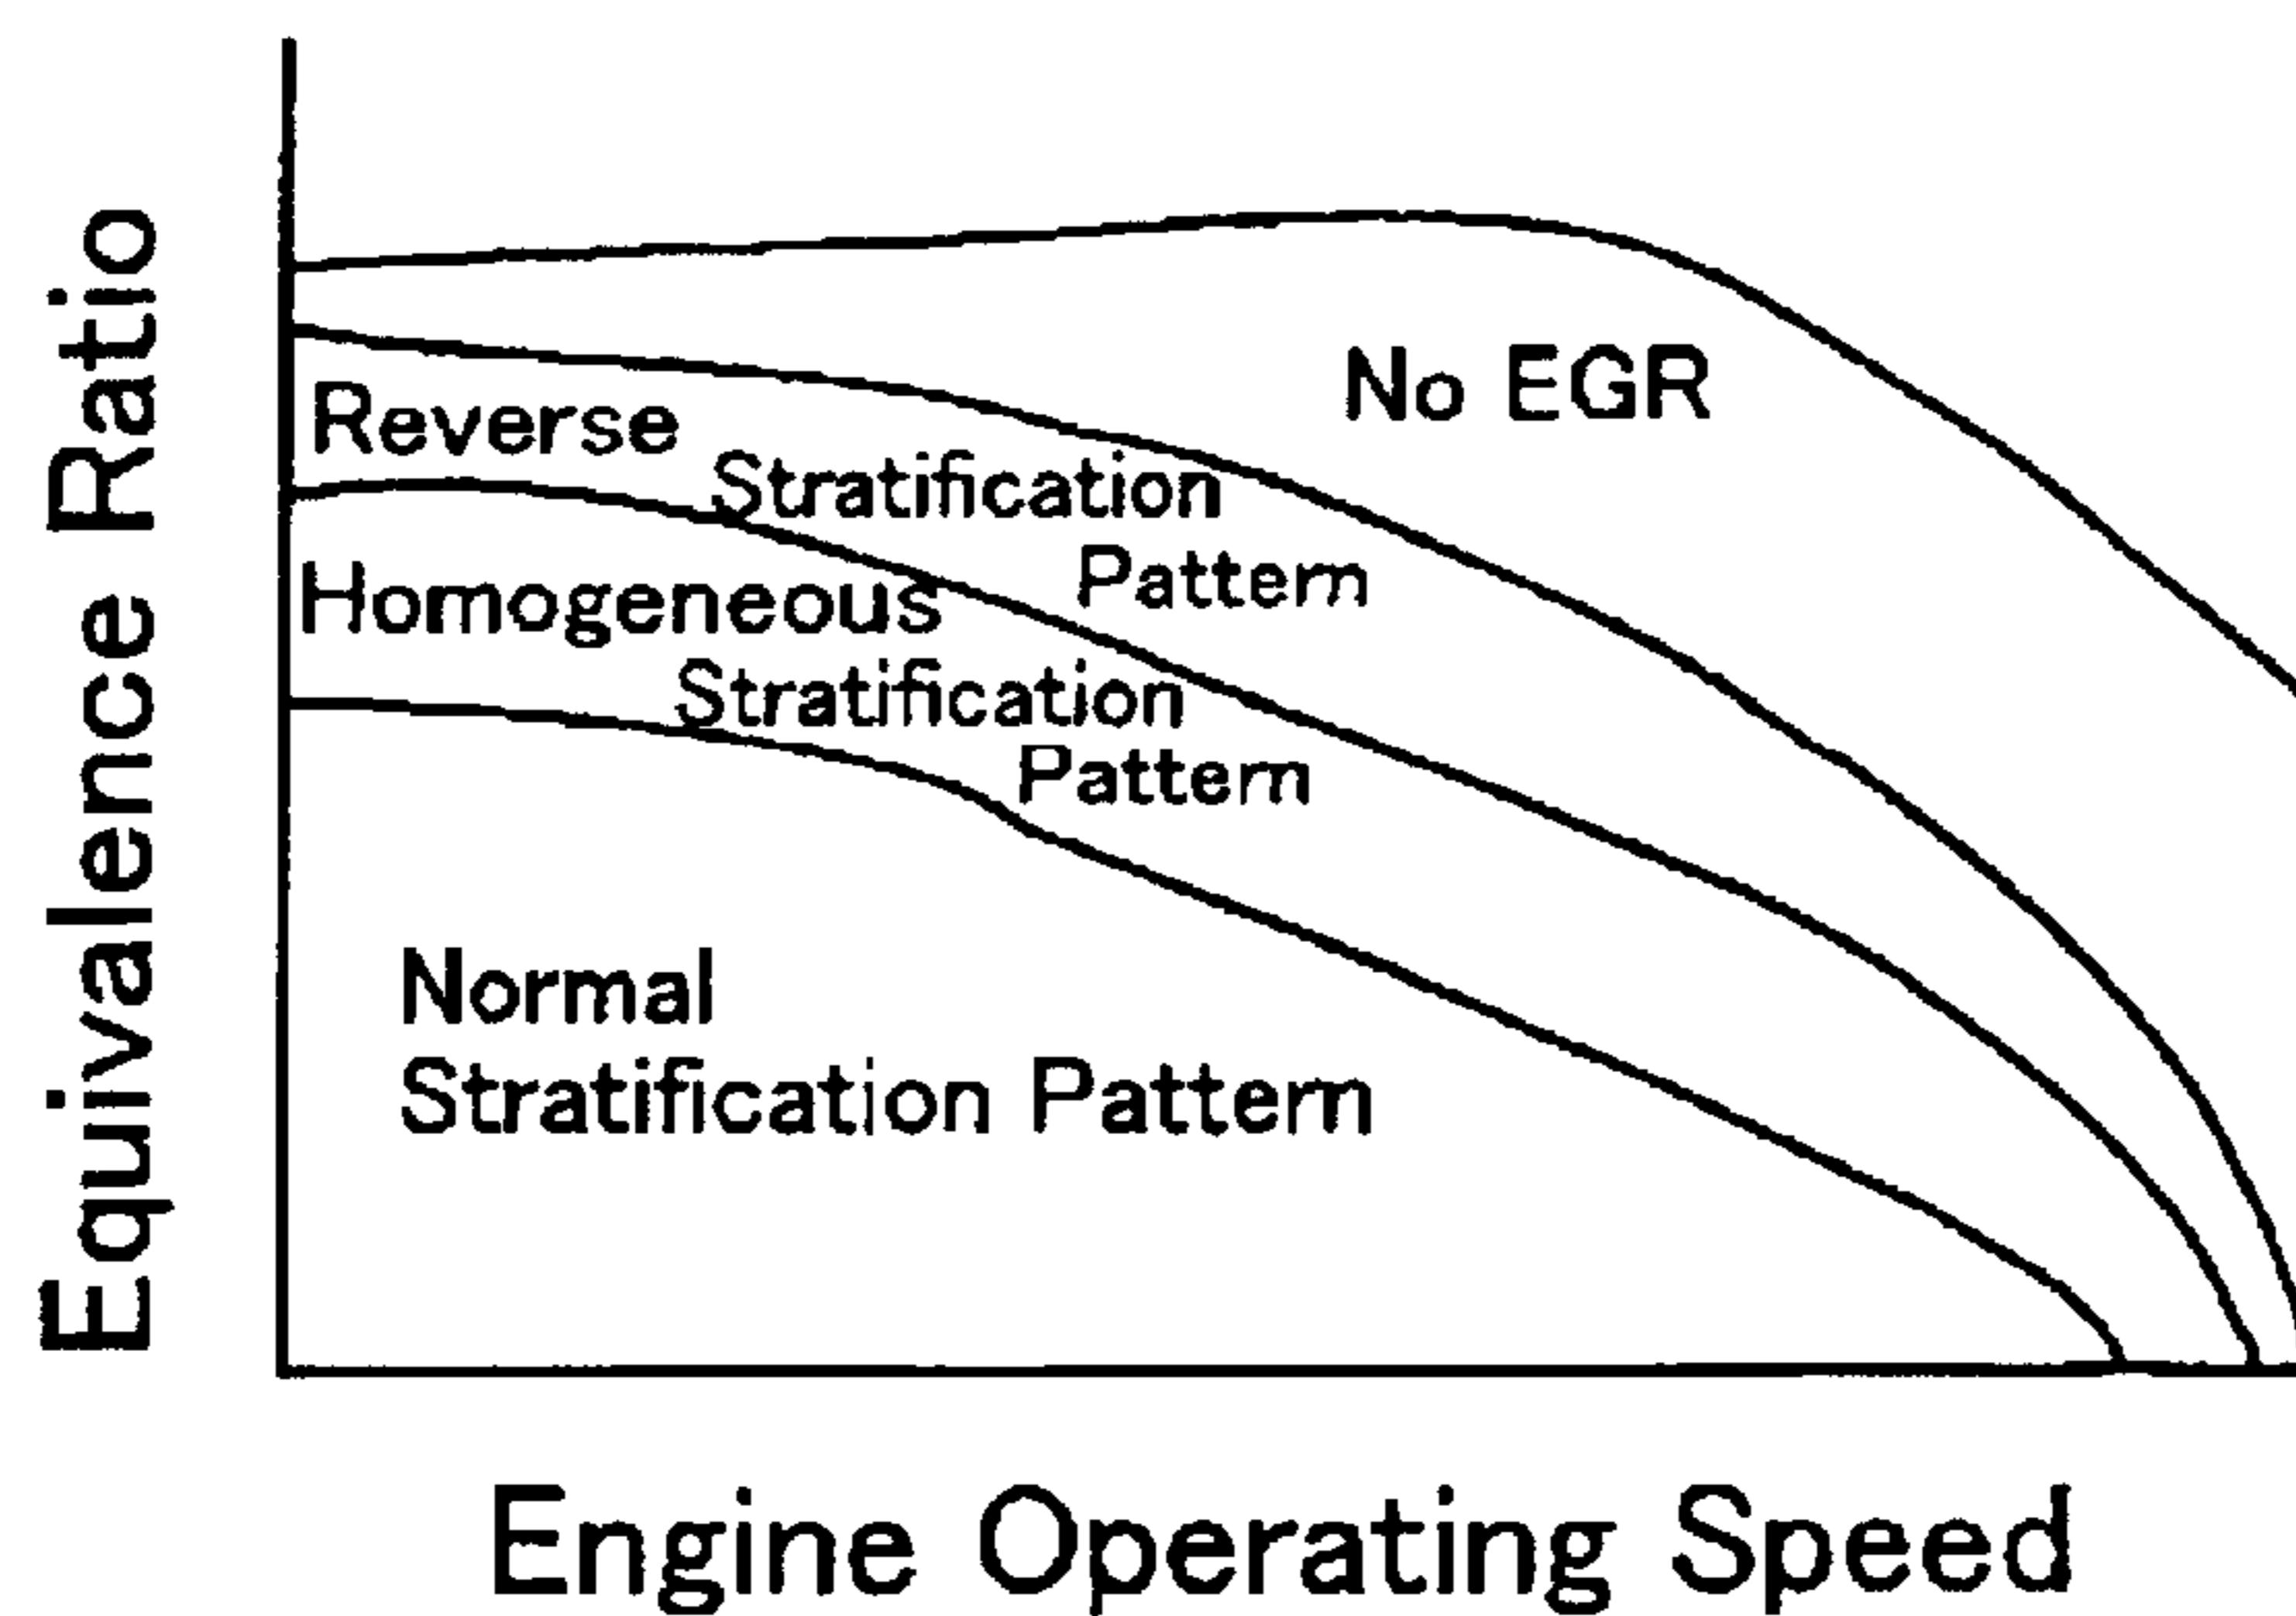 Equivalence Ratio
No EGR
Reverse
Stratification
Pattern
Homogeneous
Stratification
Pattern
Normal
Stratification Pattern
Engine Operating Speed